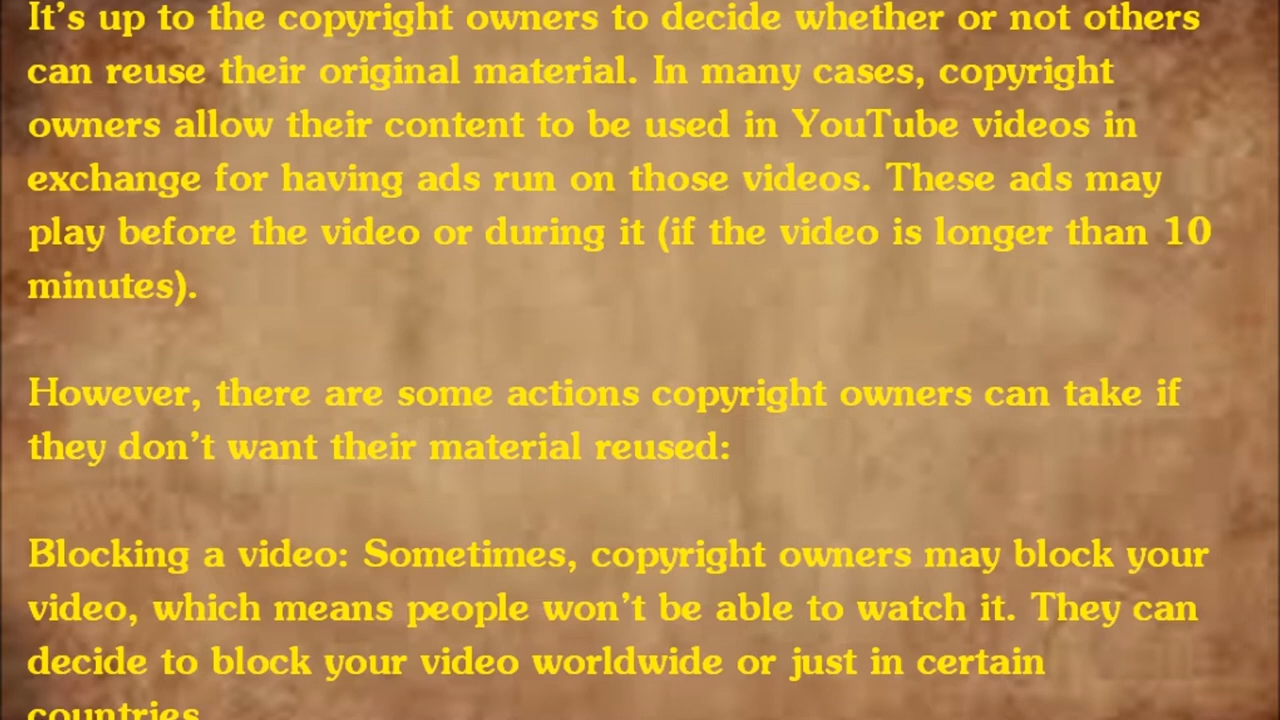 It’s up to the copyright owners to decide whether or not others
can reuse their original material. In many cases, copyright
owners allow their content to be used in YouTube videos in
exchange for having ads run on those videos. These ads may
play before the video or during it (if the video is longer than 10
minutes).
However, there are some actions copyright owners can take if
they don’t want their material reused:
Blocking a video: Sometimes, copyright owners may block your
video, which means people won’t be able to watch it. They can
decide to block your video worldwide or just in certain
countries